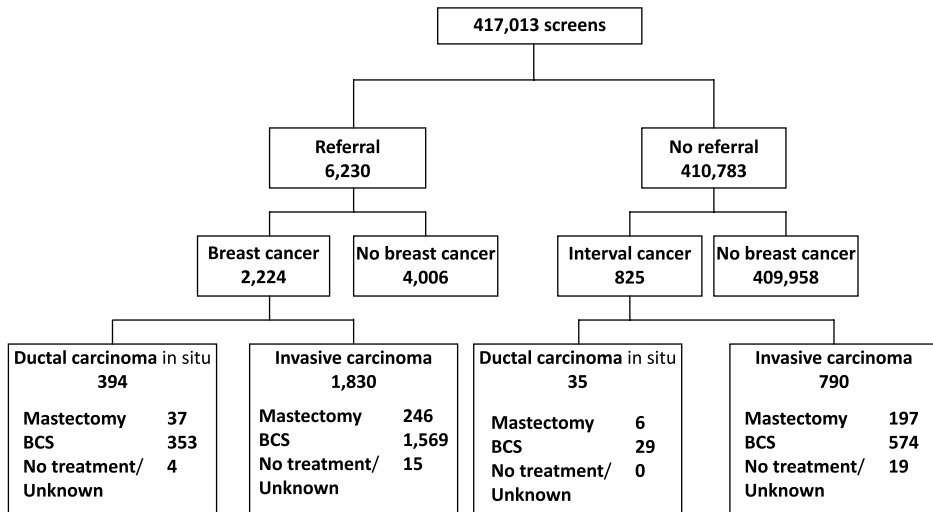 417,013 screens
Referral
6,230
No referral
410,783
Breast cancer
2,224
No breast cancer
4,006
Interval cancer
825
No breast cancer
409,958
Ductal carcinoma in situ
394
Mastectomy 37
BCS 353
No treatment/ 4
Unknown
Invasive carcinoma
1,830
Mastectomy 246
BCS 1,569
No treatment/ 15
Unknown
Ductal carcinoma in situ
35
Mastectomy 6
BCS 29
No treatment/ 0
Unknown
Invasive carcinoma
790
Mastectomy 197
BCS 574
No treatment/ 19
Unknown